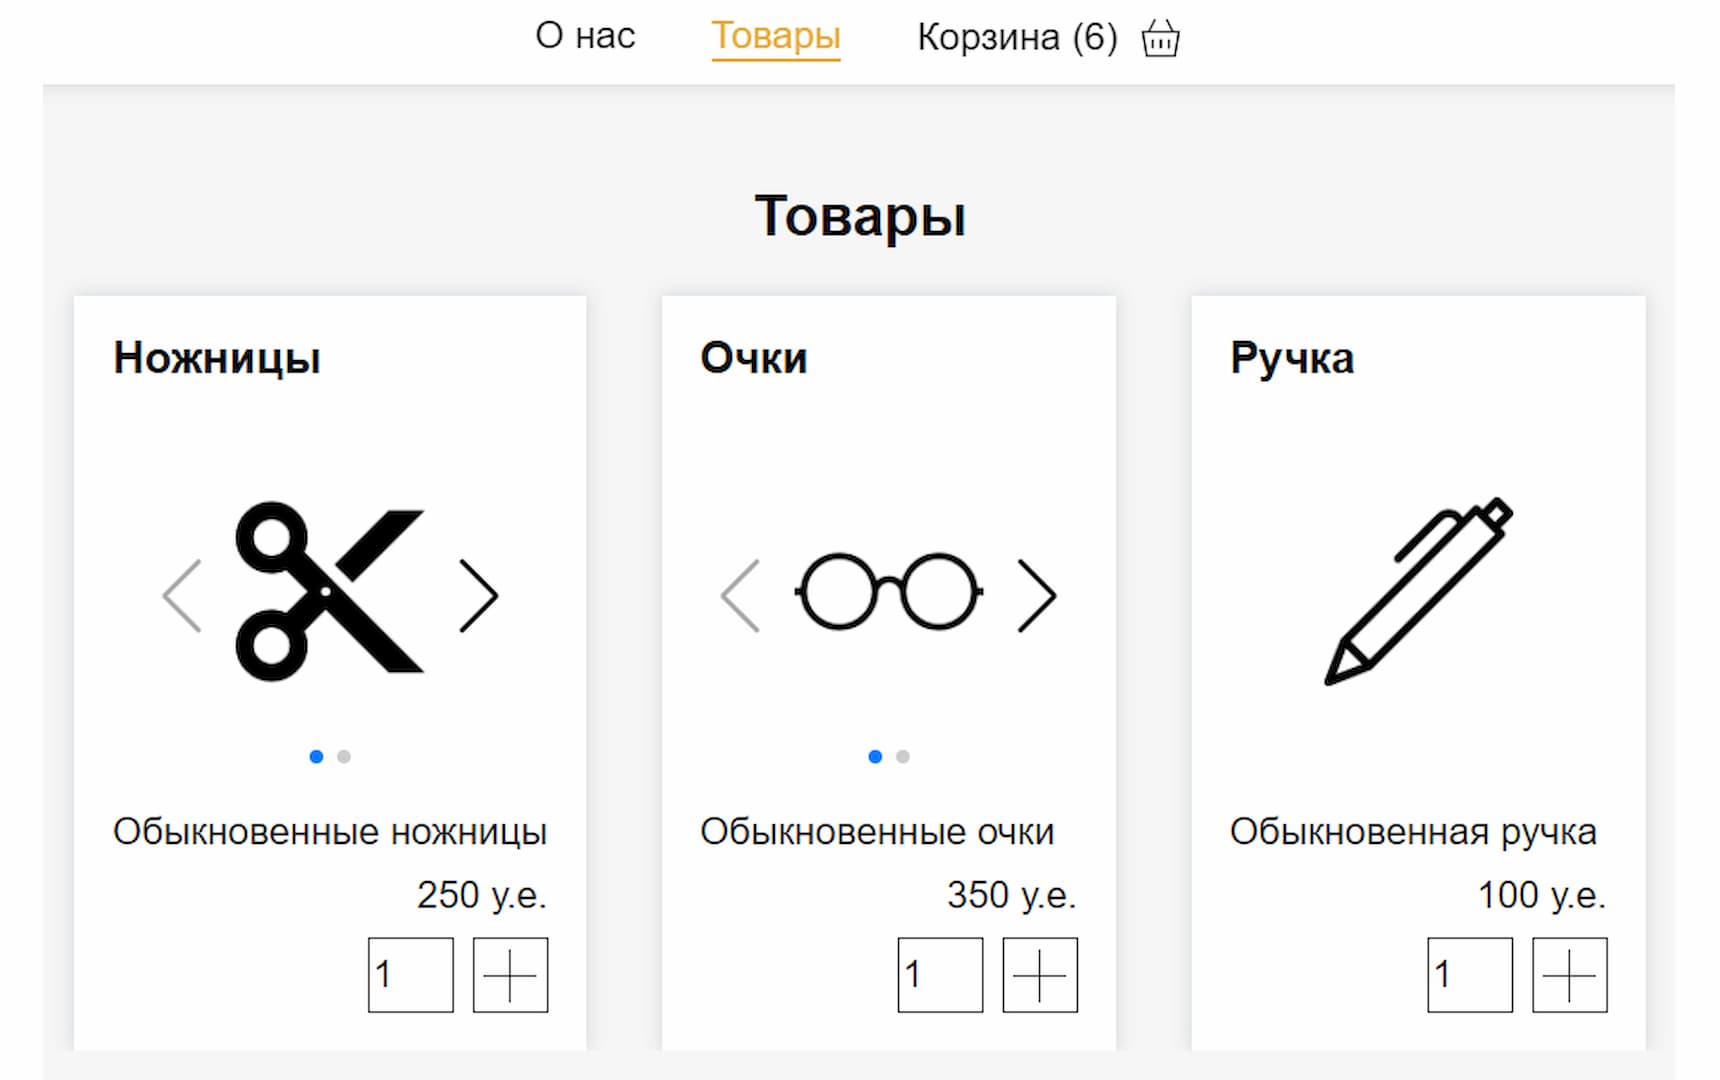 О нас Товары Корзина (6)
Товары
Ножницы
Обыкновенные ножницы
250 у.е.
1
Очки
Обыкновенные очки
350 у.е.
1
Ручка
Обыкновенная ручка
100 у.е.
1